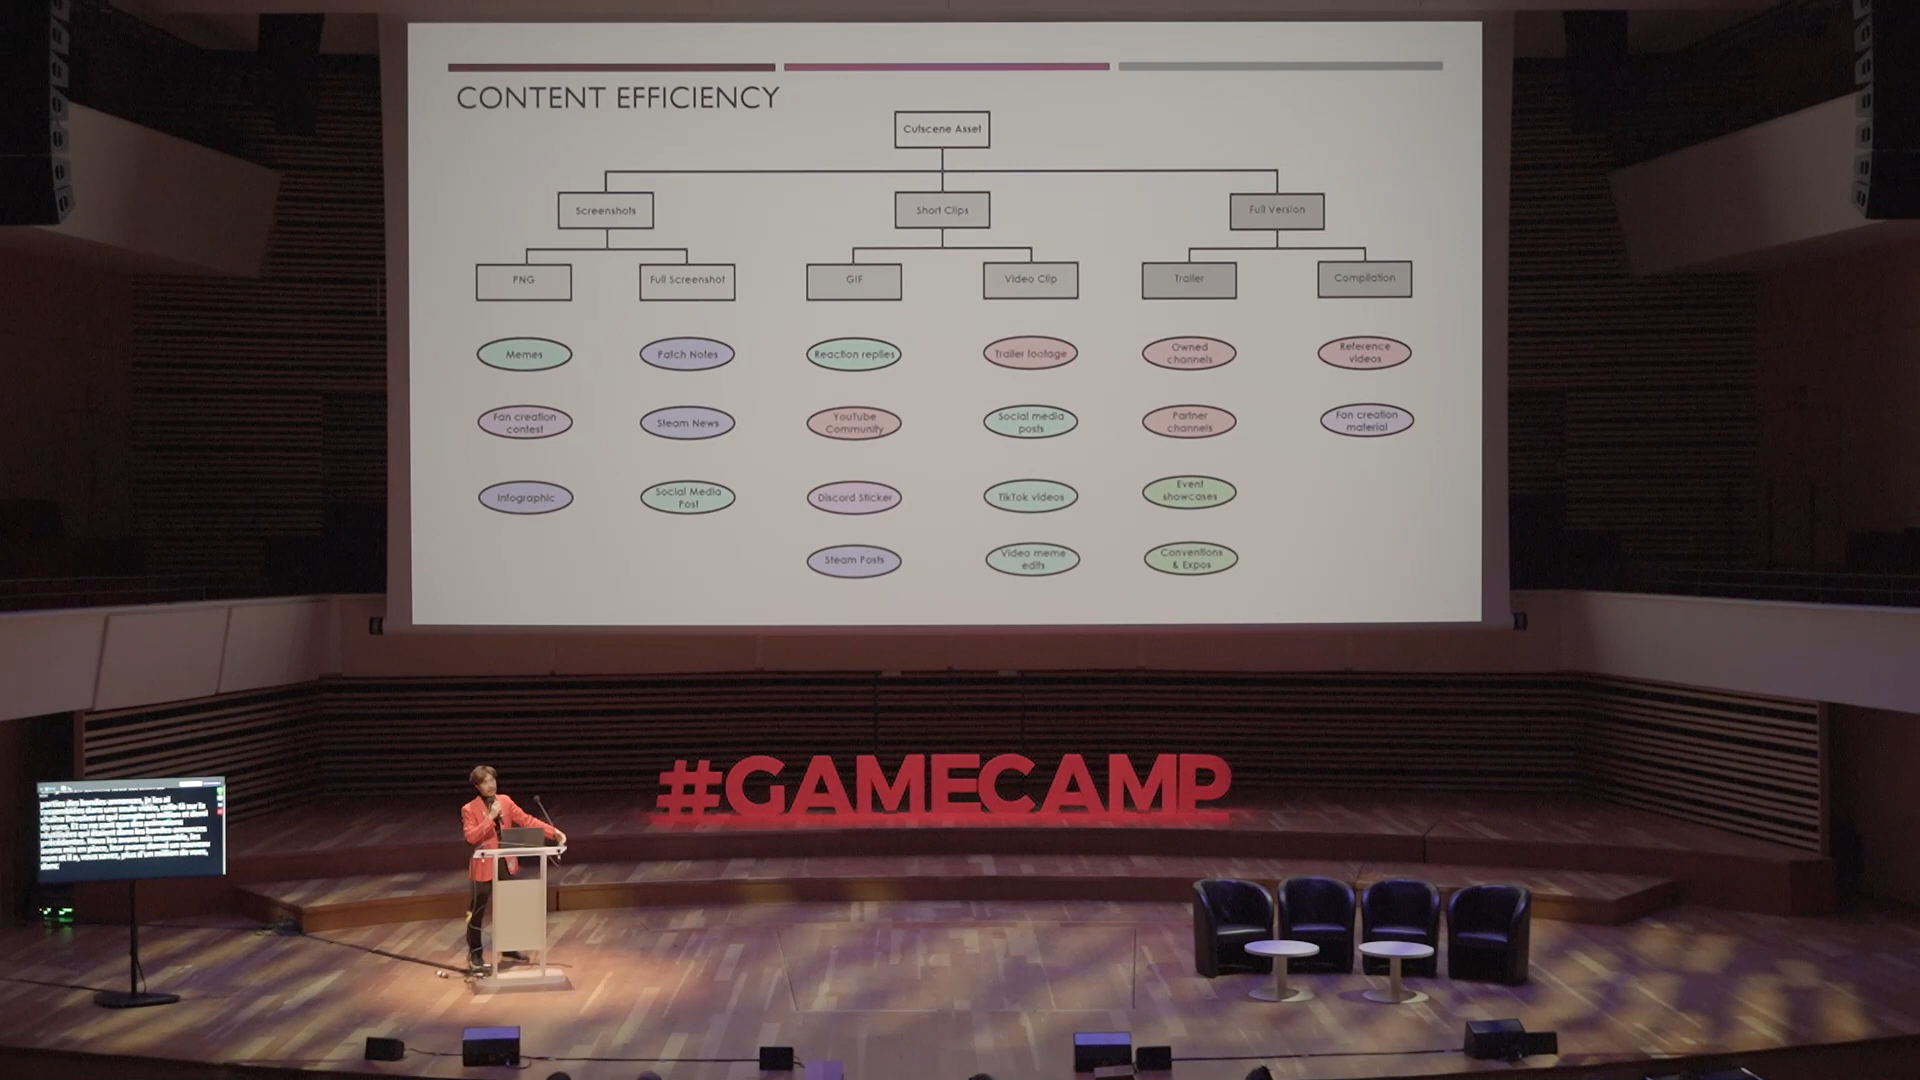 CONTENT EFFICIENCY
Cutscene Asset
Screenshots
Short Clips
Full Version
PNG
Full Screenshot
GIF
Video Clip
Trailer
Compilation
Memes
Patch Notes
Reaction replies
Trailer footage
Owned
channels
Reference
videos
Fan creation
contest
Steam News
YouTube
Community
Social media
posts
Partner
channels
Fan creation
material
Infographic
Social Media
Post
Discord Sticker
TikTok videos
Event
showcases
Steam Posts
Video meme
edits
Conventions
& Expos
#GAMECAMP